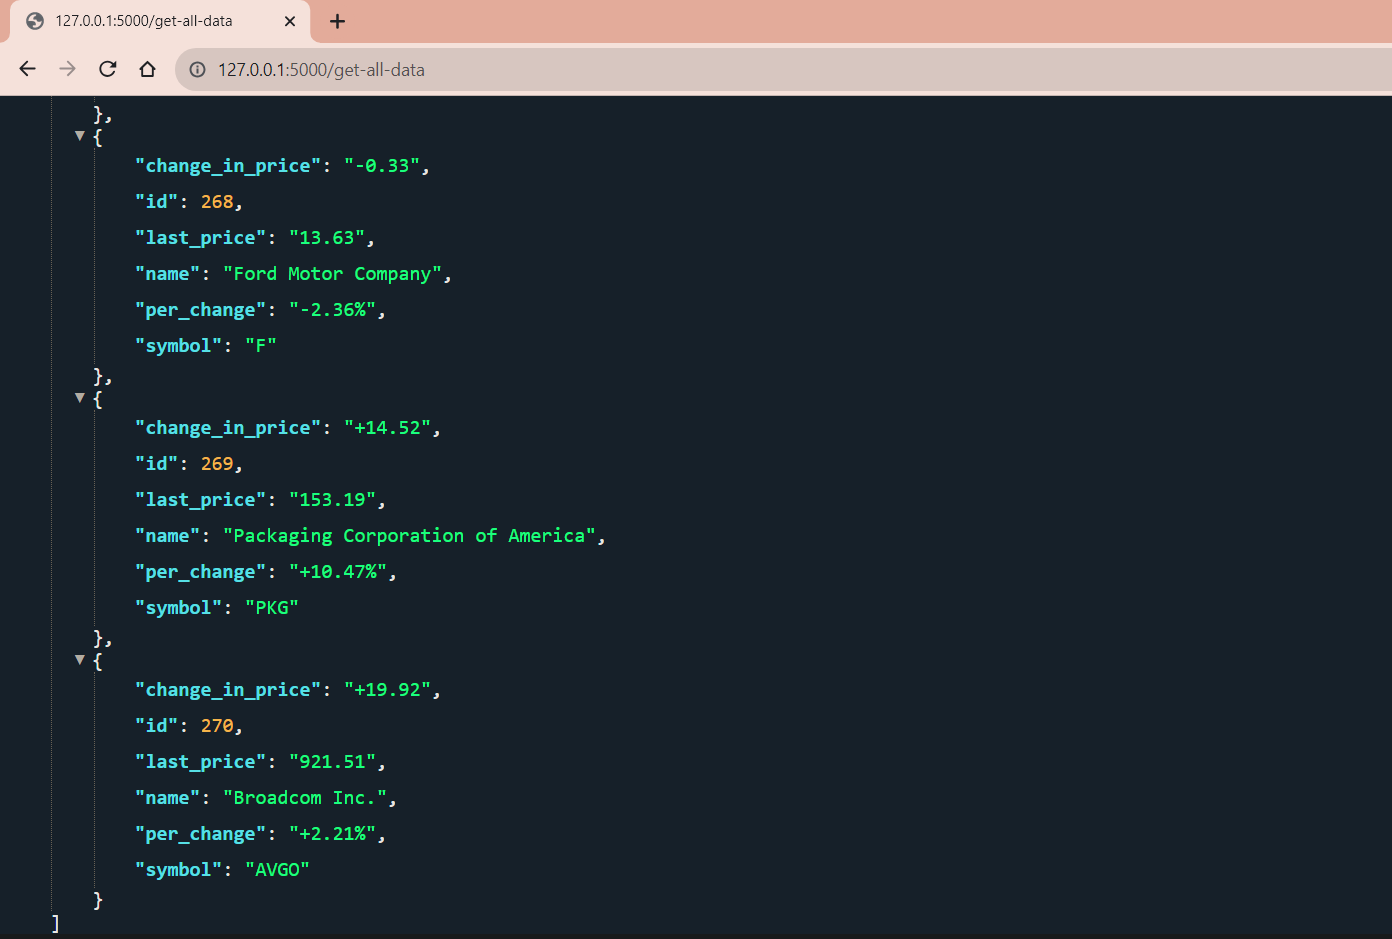 127.0.0.1:5000/get-all-data
127.0.0.1:5000/get-all-data
},
{
"change_in_price": "-0.33",
"id": 268,
"last_price": "13.63",
"name": "Ford Motor Company",
"per_change": "-2.36%",
"symbol": "F"
},
{
"change_in_price": "+14.52",
"id": 269,
"last_price": "153.19",
"name": "Packaging Corporation of America",
"per_change": "+10.47%",
"symbol": "PKG"
},
{
"change_in_price": "+19.92",
"id": 270,
"last_price": "921.51",
"name": "Broadcom Inc.",
"per_change": "+2.21%",
"symbol": "AVGO"
}
]